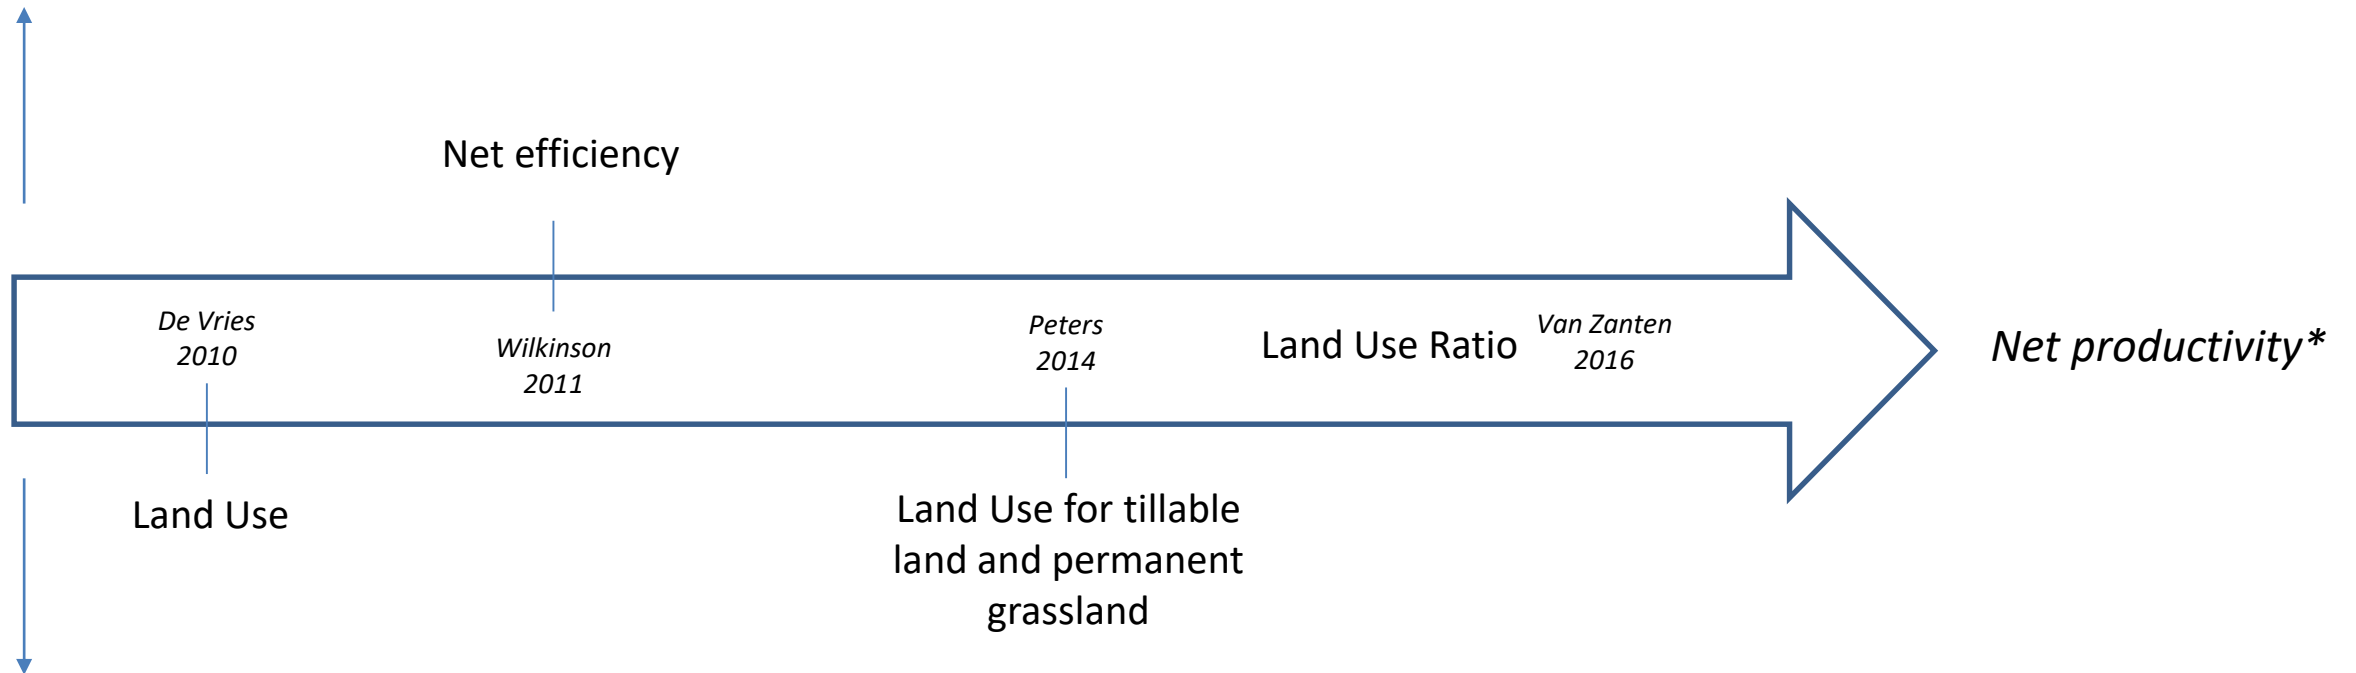 Net efficiency
De Vries
2010
Wilkinson
2011
Peters
2014
Land Use Ratio
Van Zanten
2016
Net productivity*
Land Use
Land Use for tillable
land and permanent
grassland